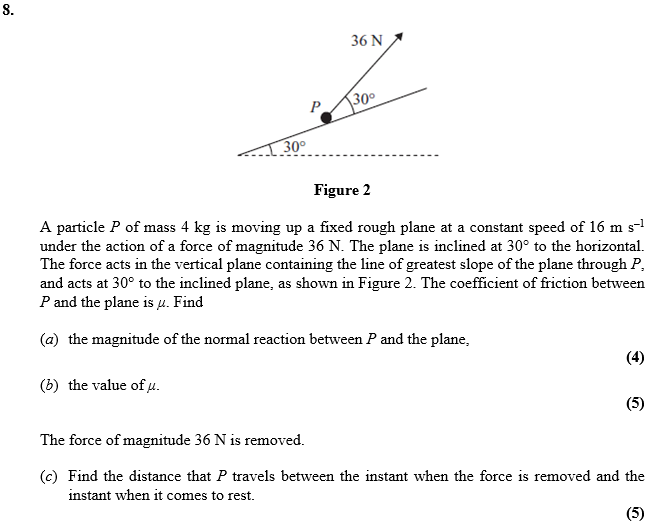 8.
36 N
P
30°
30°
Figure 2
A particle P of mass 4 kg is moving up a fixed rough plane at a constant speed of 16 m s⁻¹
under the action of a force of magnitude 36 N. The plane is inclined at 30° to the horizontal.
The force acts in the vertical plane containing the line of greatest slope of the plane through P,
and acts at 30° to the inclined plane, as shown in Figure 2. The coefficient of friction between
P and the plane is μ. Find
(a) the magnitude of the normal reaction between P and the plane,
(4)
(b) the value of μ.
(5)
The force of magnitude 36 N is removed.
(c) Find the distance that P travels between the instant when the force is removed and the
instant when it comes to rest.
(5)